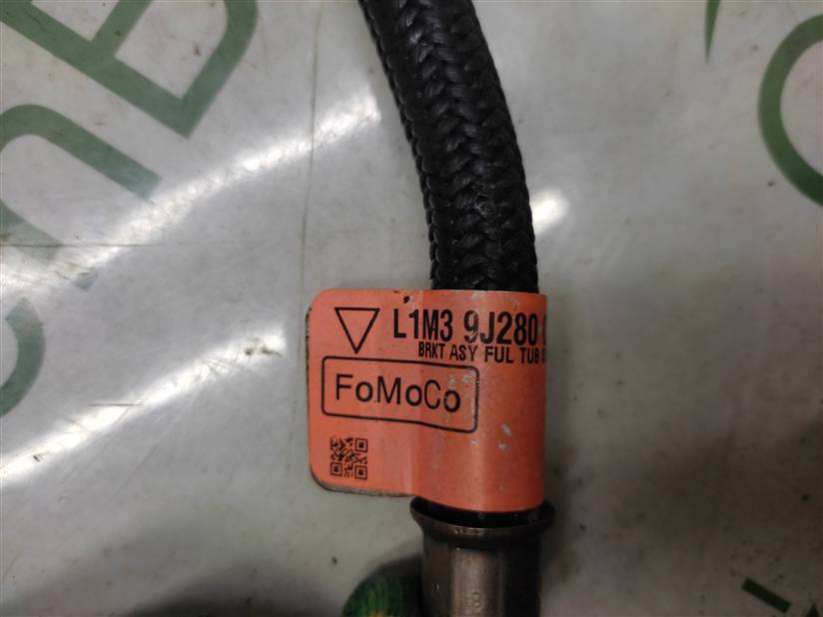 L1M3 9J280
BRKT ASY FUL TUB
FoMoCo